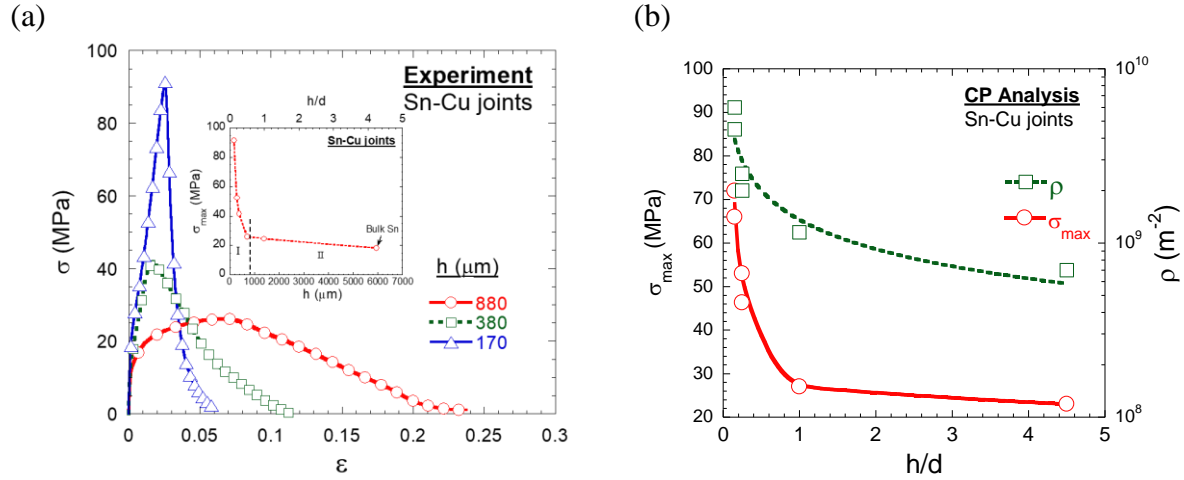 (a)
100
80
60
40
20
0
σ (MPa)
0
0.05
0.1
0.15
0.2
0.25
0.3
ε
Experiment
Sn-Cu joints
h/d
0 1 2 3 4 5
Sn-Cu joints
100
80
60
40
20
0
σmax (MPa)
I
II
Bulk Sn
0 1000 2000 3000 4000 5000 6000 7000
h (μm)
h (μm)
880
380
170
(b)
100
90
80
70
60
50
40
30
20
σmax (MPa)
0 1 2 3 4 5
h/d
CP Analysis
Sn-Cu joints
ρ
σmax
10^10
10^9
10^8
ρ (m^-2)